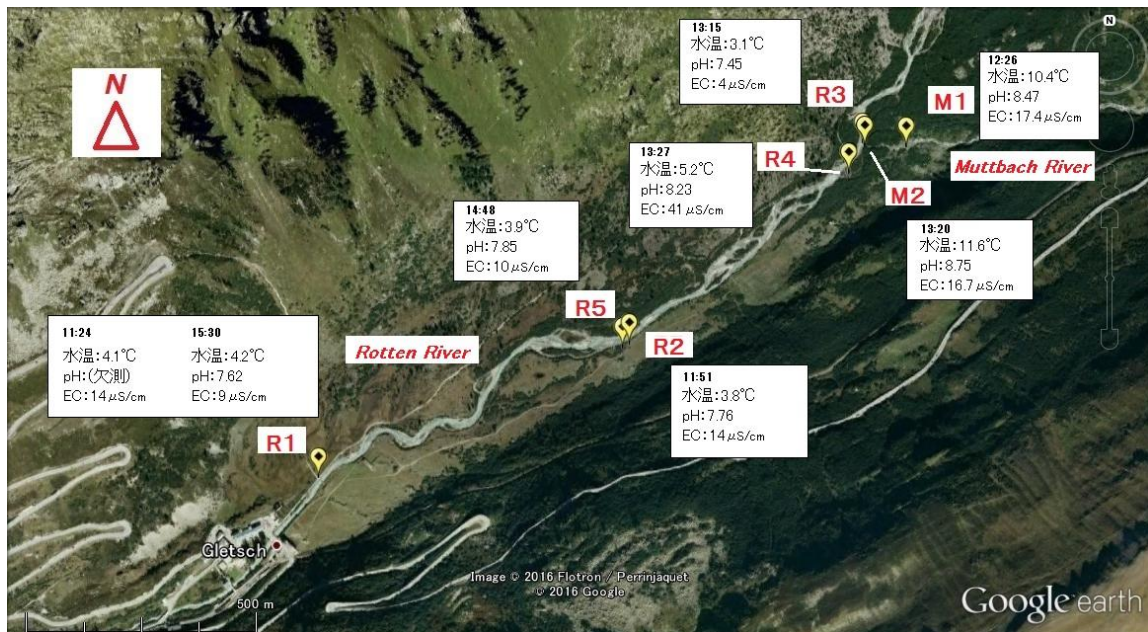 N
N
13:15
水温:3.1℃
pH:7.45
EC:4μS/cm
R3
M1
12:26
水温:10.4℃
pH:8.47
EC:17.4μS/cm
13:27
水温:5.2℃
pH:8.23
EC:41μS/cm
R4
Muttbach River
M2
14:48
水温:3.9℃
pH:7.85
EC:10μS/cm
13:20
水温:11.6℃
pH:8.75
EC:16.7μS/cm
R5
R2
Rotten River
11:24
水温:4.1℃
pH:(欠測)
EC:14μS/cm
15:30
水温:4.2℃
pH:7.62
EC:9μS/cm
11:51
水温:3.8℃
pH:7.76
EC:14μS/cm
R1
Gletsch
500 m
Image © 2016 Flotron / Perrinjaquet
© 2016 Google
Google earth